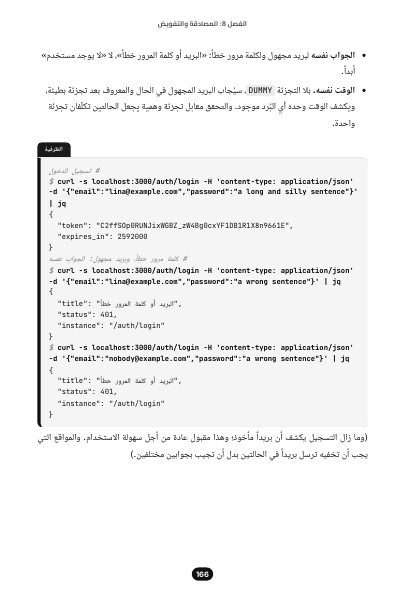 الفصل 8: المصادقة والتفويض
• الجواب نفسه لبريد مجهول ولكلمة مرور خطأ: «البريد أو كلمة المرور خطأ»، لا «لا يوجد مستخدم»
أبداً.
• الوقت نفسه. بلا التجزئة DUMMY، سيُجاب البريد المجهول في الحال والمعروف بعد تجزئة بطيئة،
ويكشف الوقت وحده أي البُرد موجود. والتحقق مقابل تجزئة وهمية يجعل الحالتين تكلّفان تجزئة
واحدة.
الطرفية
# تسجيل الدخول
$ curl -s localhost:3000/auth/login -H 'content-type: application/json'
-d '{"email":"lina@example.com","password":"a long and silly sentence"}'
| jq
{
"token": "C2ffSOp0RUNJixWGBZ_zW4Bg0cxYF1DB1R1X8n9661E",
"expires_in": 2592000
}
# كلمة مرور خطأ، وبريد مجهول: الجواب نفسه
$ curl -s localhost:3000/auth/login -H 'content-type: application/json'
-d '{"email":"lina@example.com","password":"a wrong sentence"}' | jq
{
"title": "البريد أو كلمة المرور خطأ",
"status": 401,
"instance": "/auth/login"
}
$ curl -s localhost:3000/auth/login -H 'content-type: application/json'
-d '{"email":"nobody@example.com","password":"a wrong sentence"}' | jq
{
"title": "البريد أو كلمة المرور خطأ",
"status": 401,
"instance": "/auth/login"
}
(وما زال التسجيل يكشف أن بريداً مأخوذ؛ وهذا مقبول عادة من أجل سهولة الاستخدام. والمواقع التي
يجب أن تخفيه ترسل بريداً في الحالتين بدل أن تجيب بجوابين مختلفين.)
166